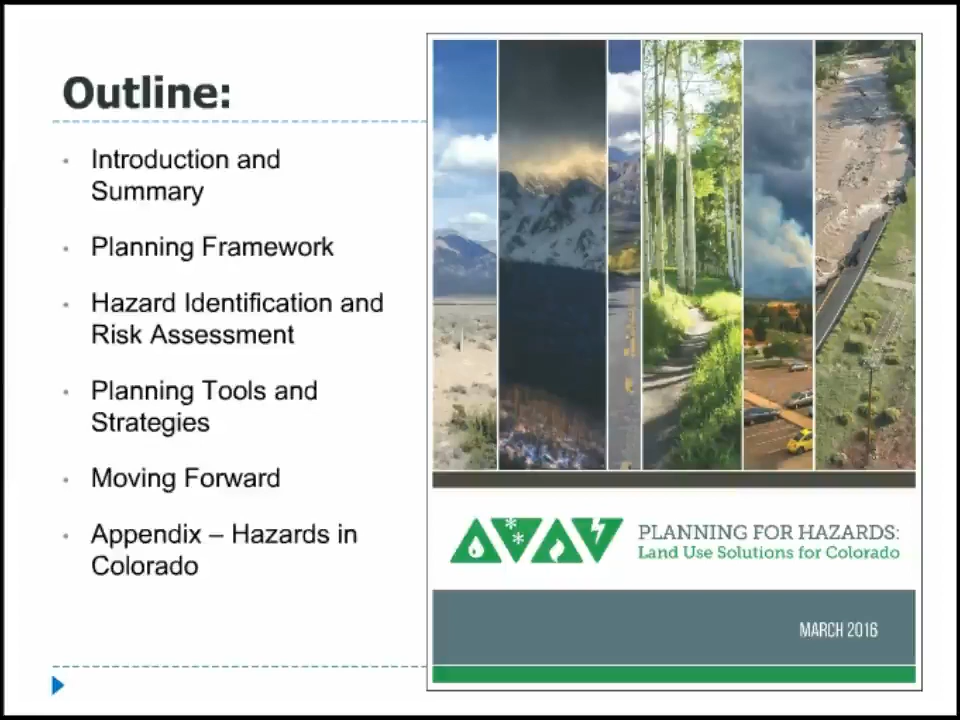 Outline:
Introduction and
Summary
Planning Framework
Hazard Identification and
Risk Assessment
Planning Tools and
Strategies
Moving Forward
Appendix – Hazards in
Colorado
PLANNING FOR HAZARDS:
Land Use Solutions for Colorado
MARCH 2016